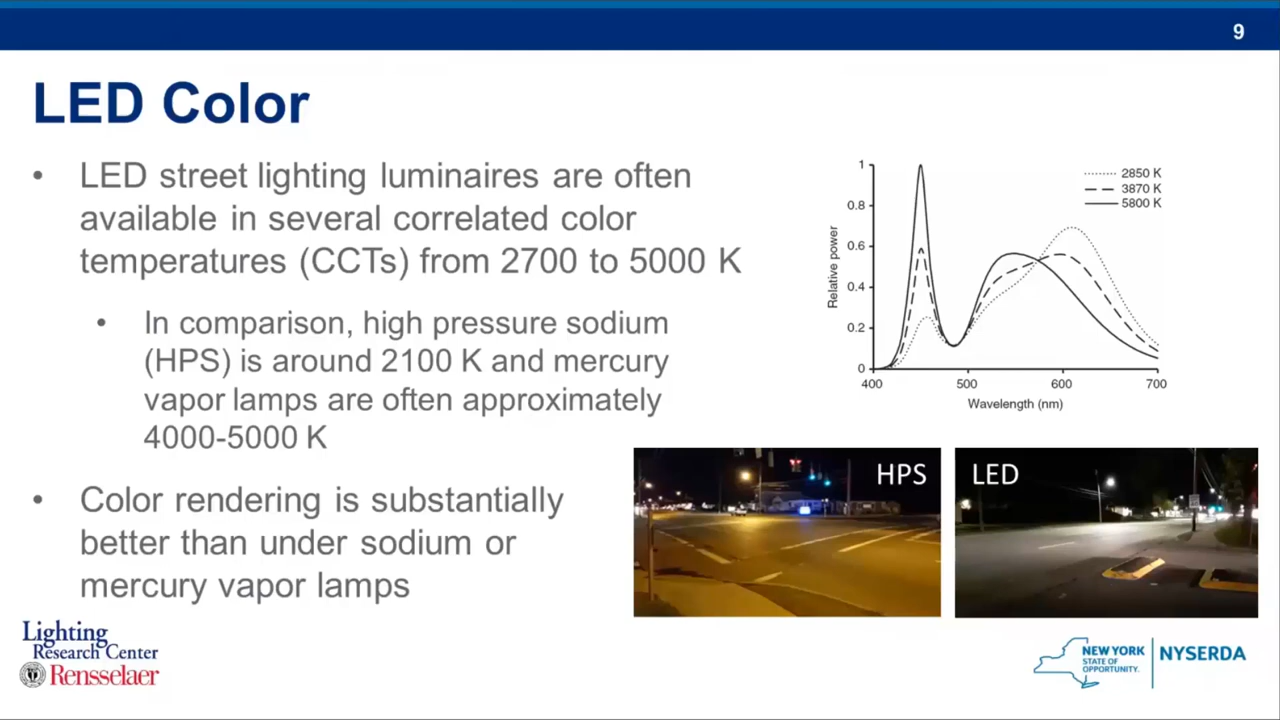 9
LED Color
• LED street lighting luminaires are often
available in several correlated color
temperatures (CCTs) from 2700 to 5000 K
• In comparison, high pressure sodium
(HPS) is around 2100 K and mercury
vapor lamps are often approximately
4000-5000 K
• Color rendering is substantially
better than under sodium or
mercury vapor lamps
2850 K
3870 K
5800 K
Relative power
1
0.8
0.6
0.4
0.2
0
400 500 600 700
Wavelength (nm)
HPS
LED
Lighting
Research Center
Rensselaer
NEW YORK
STATE OF
OPPORTUNITY.
NYSERDA